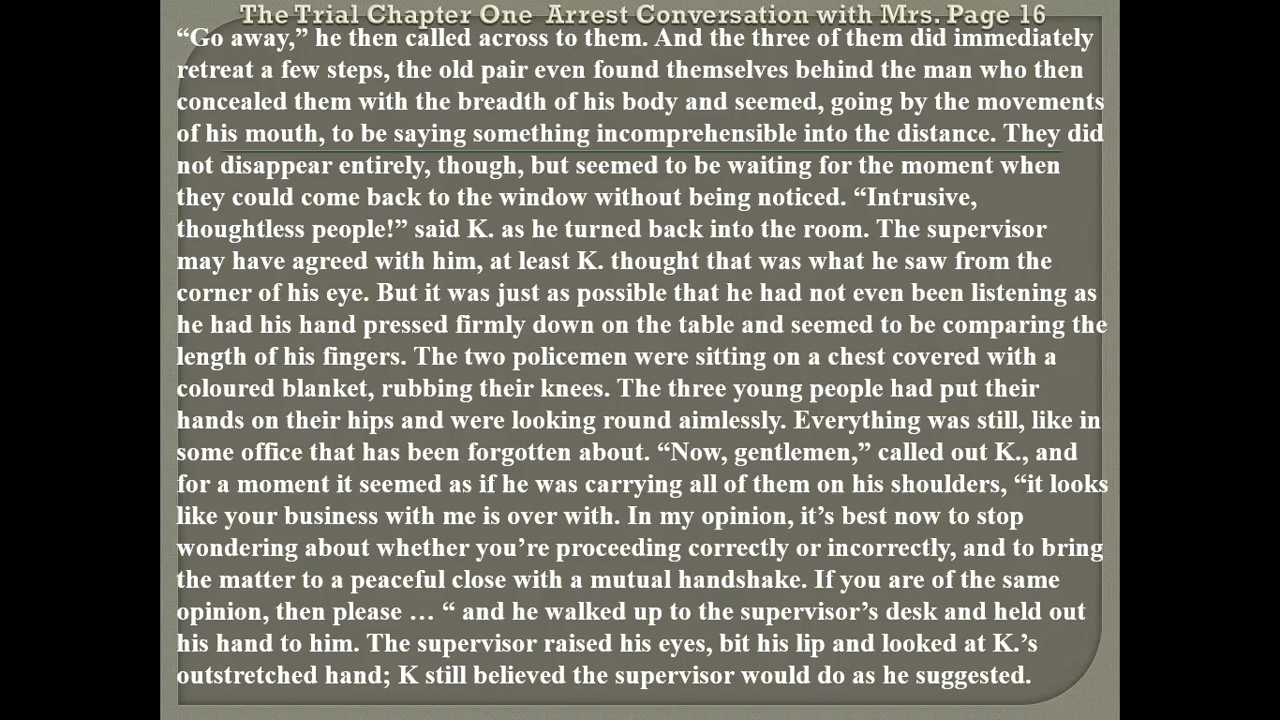 The Trial Chapter One  Arrest Conversation with Mrs. Page 16
“Go away,” he then called across to them. And the three of them did immediately
retreat a few steps, the old pair even found themselves behind the man who then
concealed them with the breadth of his body and seemed, going by the movements
of his mouth, to be saying something incomprehensible into the distance. They did
not disappear entirely, though, but seemed to be waiting for the moment when
they could come back to the window without being noticed. “Intrusive,
thoughtless people!” said K. as he turned back into the room. The supervisor
may have agreed with him, at least K. thought that was what he saw from the
corner of his eye. But it was just as possible that he had not even been listening as
he had his hand pressed firmly down on the table and seemed to be comparing the
length of his fingers. The two policemen were sitting on a chest covered with a
coloured blanket, rubbing their knees. The three young people had put their
hands on their hips and were looking round aimlessly. Everything was still, like in
some office that has been forgotten about. “Now, gentlemen,” called out K., and
for a moment it seemed as if he was carrying all of them on his shoulders, “it looks
like your business with me is over with. In my opinion, it’s best now to stop
wondering about whether you’re proceeding correctly or incorrectly, and to bring
the matter to a peaceful close with a mutual handshake. If you are of the same
opinion, then please … “ and he walked up to the supervisor’s desk and held out
his hand to him. The supervisor raised his eyes, bit his lip and looked at K.’s
outstretched hand; K still believed the supervisor would do as he suggested.